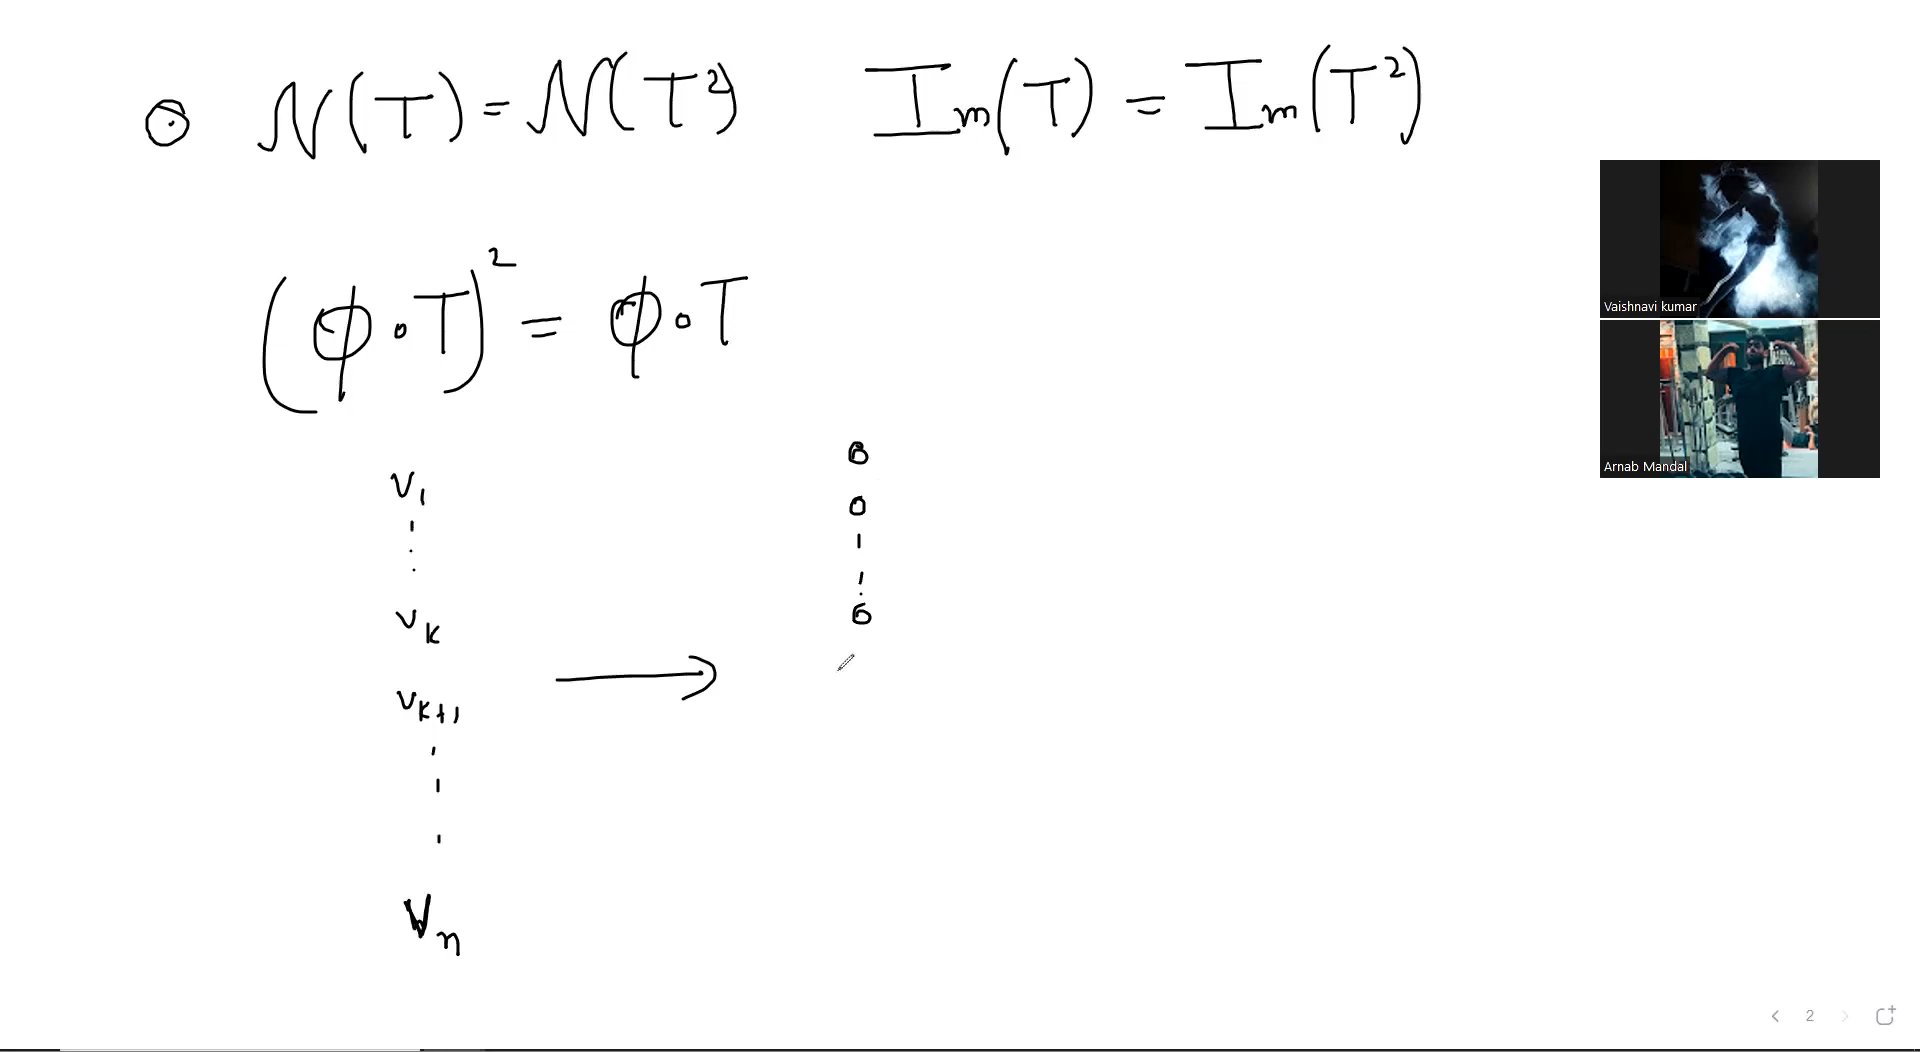 ⊙ N(T) = N(T²) Im(T) = Im(T²)
(ϕ∘T)² = ϕ∘T
v₁ 0
⋮ 0
⋮
vₖ 0
vₖ₊₁ →
⋮
vₙ
Vaishnavi kumar
Arnab Mandal
2